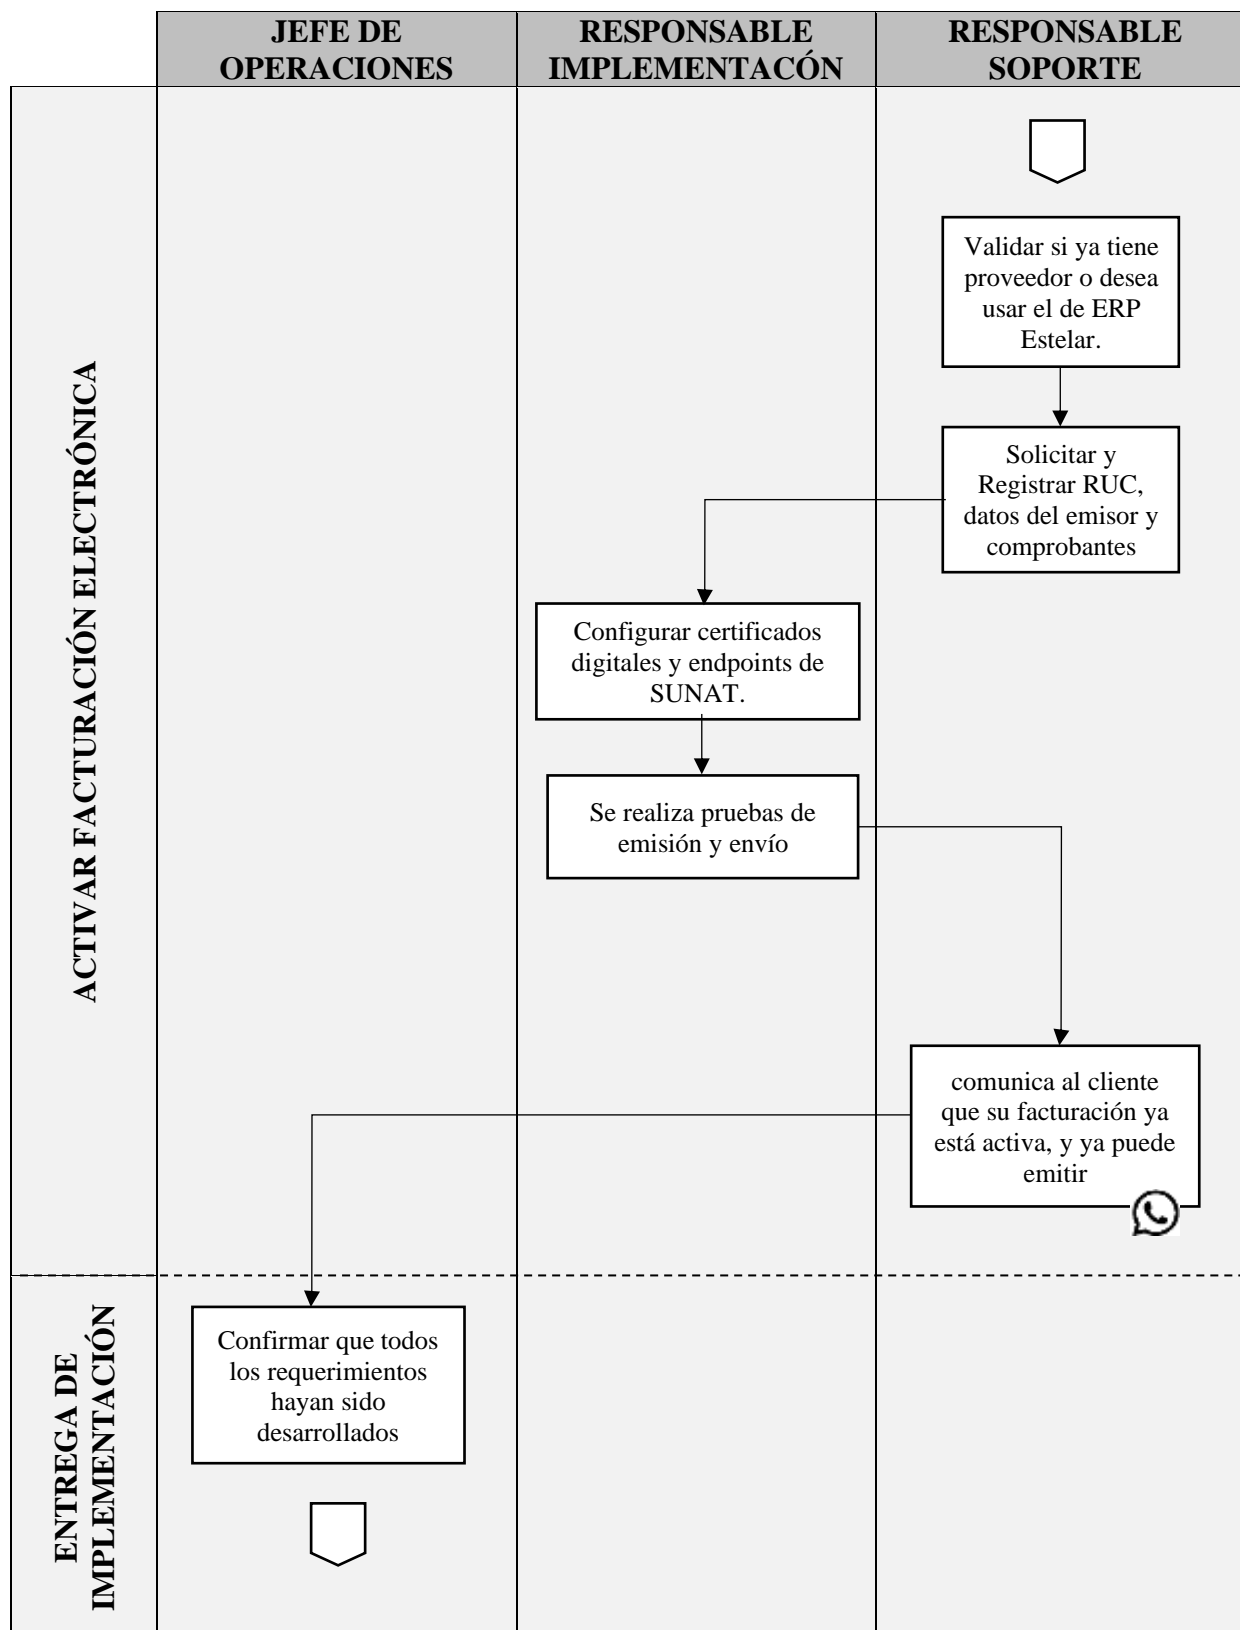 JEFE DE
OPERACIONES
RESPONSABLE
IMPLEMENTACÓN
RESPONSABLE
SOPORTE
ACTIVAR FACTURACIÓN ELECTRÓNICA
Validar si ya tiene
proveedor o desea
usar el de ERP
Estelar.
Solicitar y
Registrar RUC,
datos del emisor y
comprobantes
Configurar certificados
digitales y endpoints de
SUNAT.
Se realiza pruebas de
emisión y envío
comunica al cliente
que su facturación ya
está activa, y ya puede
emitir
ENTREGA DE
IMPLEMENTACIÓN
Confirmar que todos
los requerimientos
hayan sido
desarrollados